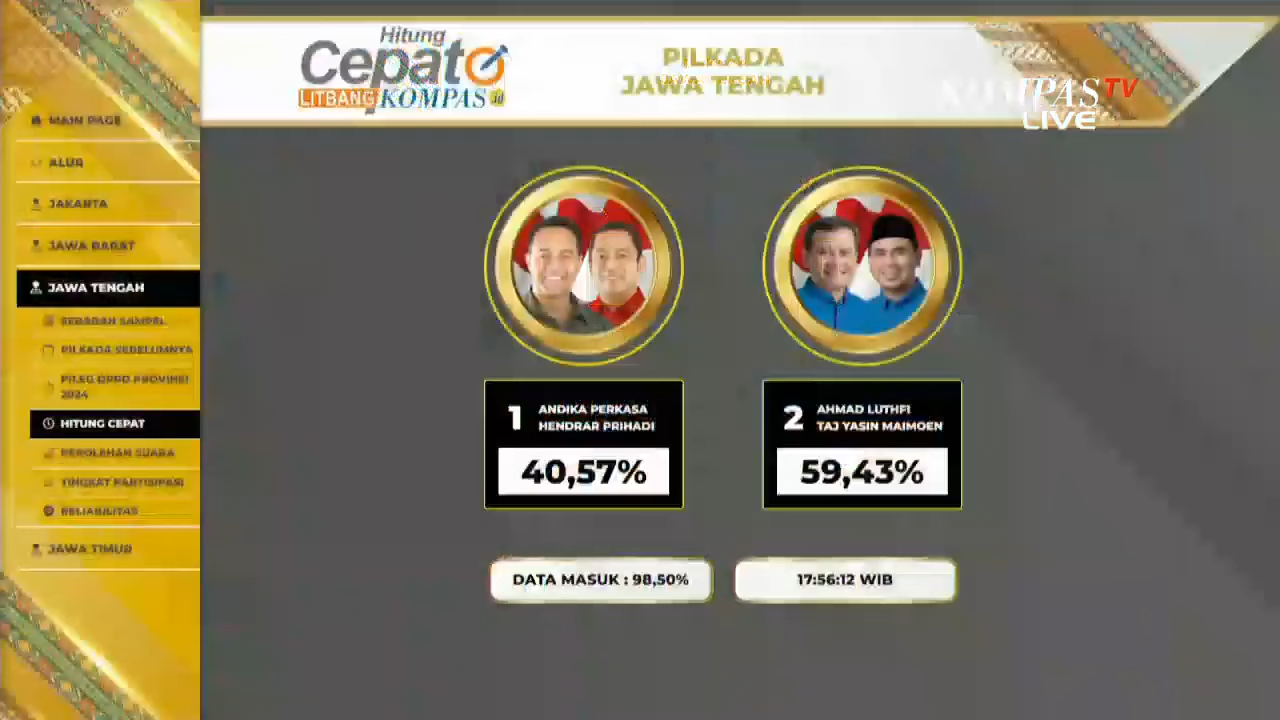 Hitung
Cepat
LITBANG KOMPAS.id
PILKADA
JAWA TENGAH
KOMPAS TV
LIVE
MAIN PAGE
ALUR
JAKARTA
JAWA BARAT
JAWA TENGAH
SEBARAN SAMPEL
PILKADA SEBELUMNYA
PILEG DPRD PROVINSI
2024
HITUNG CEPAT
PEROLEHAN SUARA
TINGKAT PARTISIPASI
RELIABILITAS
JAWA TIMUR
1
ANDIKA PERKASA
HENDRAR PRIHADI
40,57%
2
AHMAD LUTHFI
TAJ YASIN MAIMOEN
59,43%
DATA MASUK : 98,50%
17:56:12 WIB